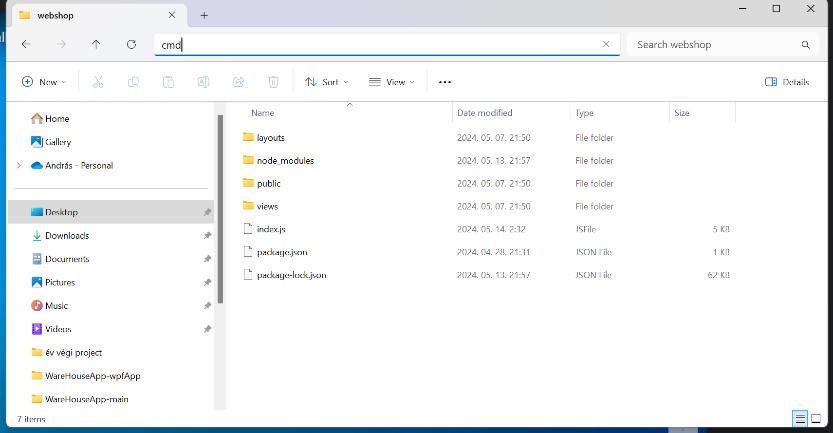 webshop
cmd
Search webshop
New
Sort
View
Details
Name Date modified Type Size
Home
Gallery
András - Personal
Desktop
Downloads
Documents
Pictures
Music
Videos
év végi project
WareHouseApp-wpfApp
WareHouseApp-main
layouts 2024. 05. 07. 21:50 File folder
node_modules 2024. 05. 13. 21:57 File folder
public 2024. 05. 07. 21:50 File folder
views 2024. 05. 07. 21:50 File folder
index.js 2024. 05. 14. 2:32 JSFile 5 KB
package.json 2024. 04. 28. 21:31 JSON File 1 KB
package-lock.json 2024. 05. 13. 21:57 JSON File 62 KB
7 items